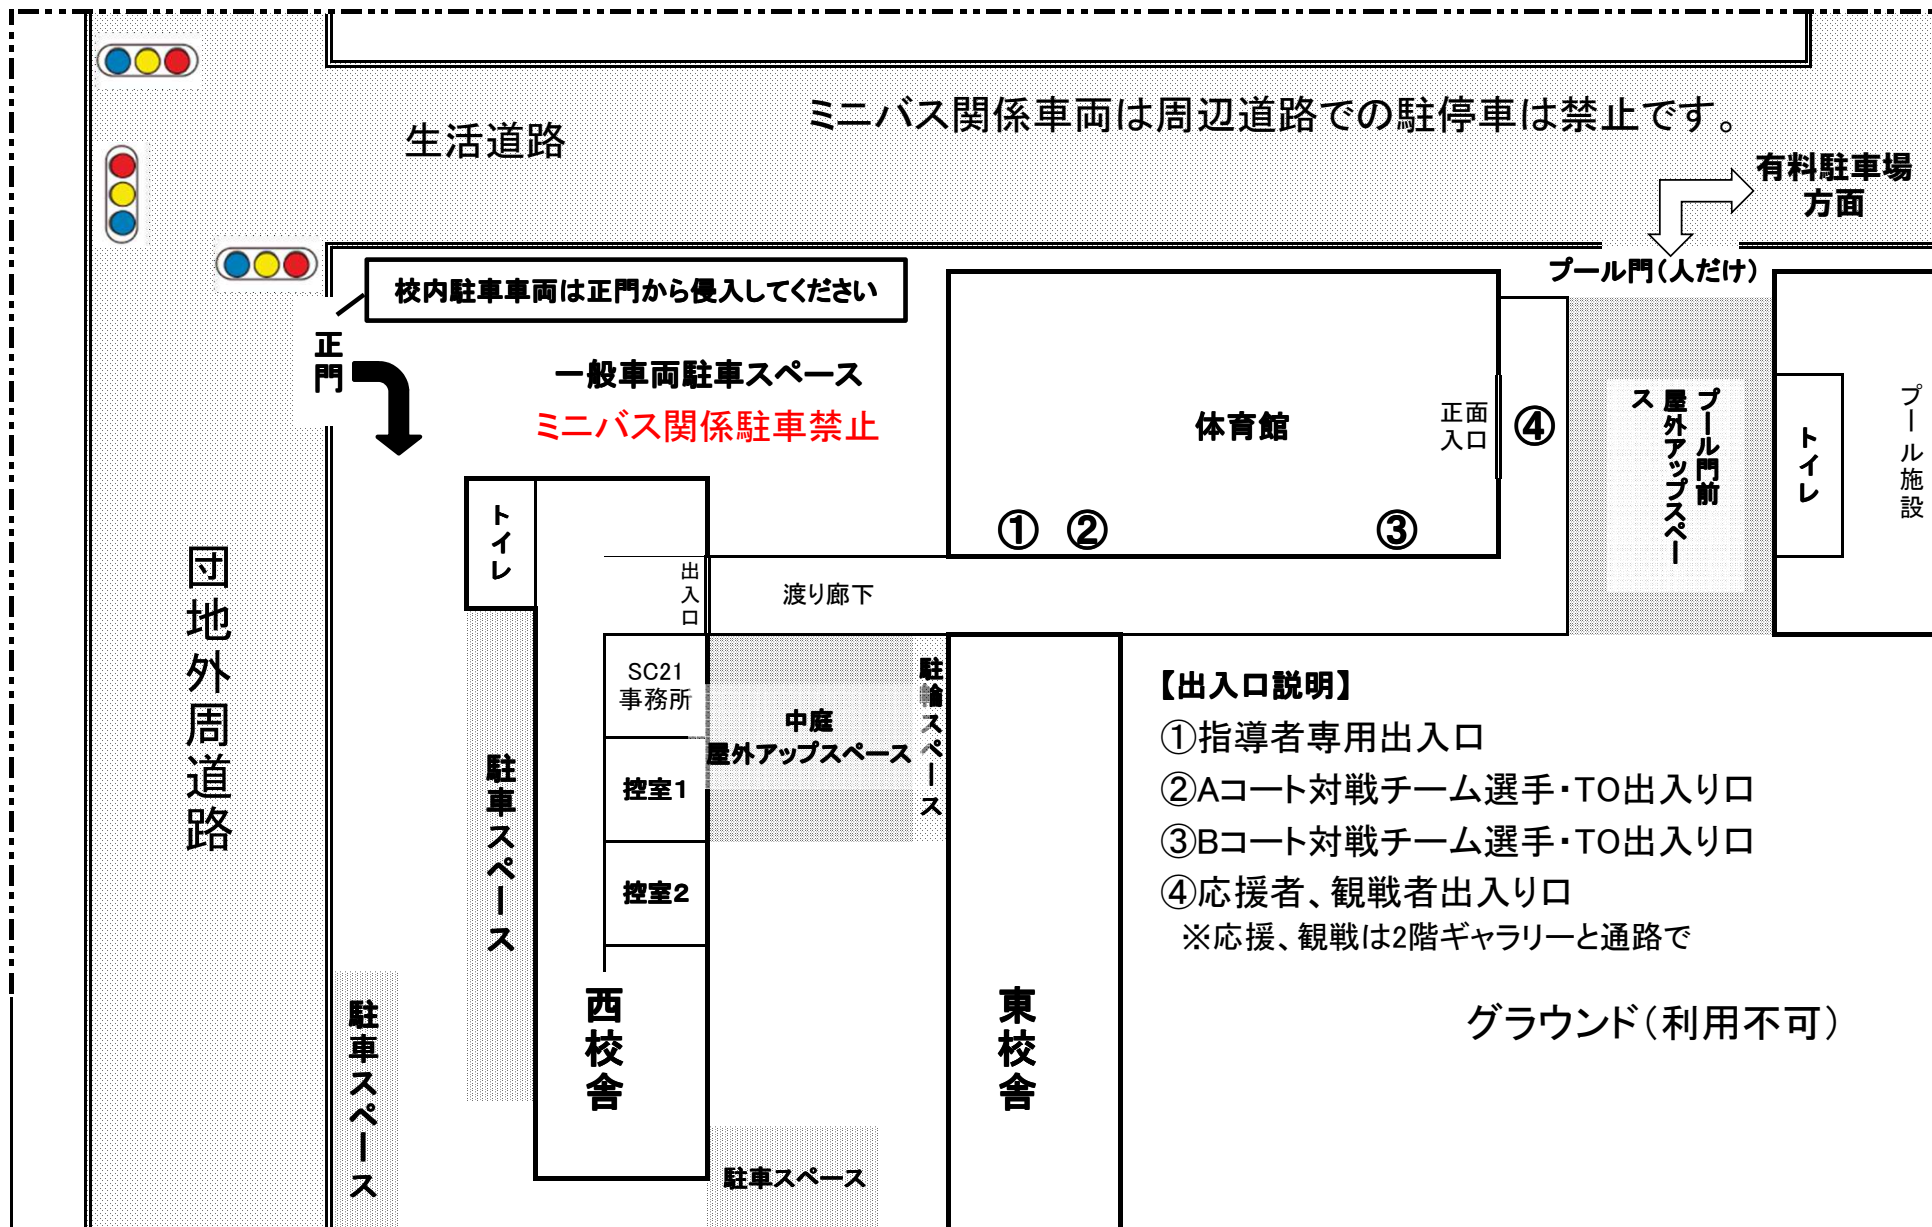 ミニバス関係車両は周辺道路での駐停車は禁止です。
生活道路
有料駐車場
方面
プール門(人だけ)
校内駐車車両は正門から侵入してください
正門
一般車両駐車スペース
ミニバス関係駐車禁止
体育館
正面
入口
④
プール門前
屋外アップスペー
ス
トイレ
プール施設
トイレ
①
②
③
出入口
渡り廊下
団地外周道路
SC21
事務所
中庭
屋外アップスペース
駐輪スペース
控室1
控室2
駐車スペース
駐車スペース
西校舎
東校舎
駐車スペース
【出入口説明】
①指導者専用出入口
②Aコート対戦チーム選手・TO出入り口
③Bコート対戦チーム選手・TO出入り口
④応援者、観戦者出入り口
※応援、観戦は2階ギャラリーと通路で
グラウンド(利用不可)